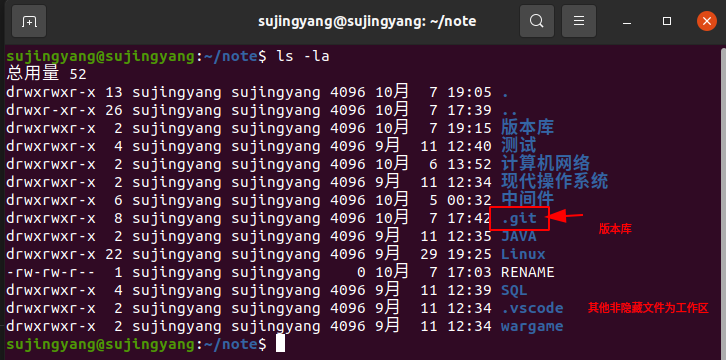 sujingyang@sujingyang: ~/note
sujingyang@sujingyang:~/note$ ls -la
总用量 52
drwxrwxr-x 13 sujingyang sujingyang 4096 10月  7 19:05 .
drwxr-xr-x 26 sujingyang sujingyang 4096 10月  7 17:39 ..
drwxrwxr-x  2 sujingyang sujingyang 4096 10月  7 19:15 版本库
drwxrwxr-x  4 sujingyang sujingyang 4096 9月  11 12:40 测试
drwxrwxr-x  2 sujingyang sujingyang 4096 10月  6 13:52 计算机网络
drwxrwxr-x  2 sujingyang sujingyang 4096 9月  11 12:34 现代操作系统
drwxrwxr-x  6 sujingyang sujingyang 4096 10月  5 00:32 中间件
drwxrwxr-x  8 sujingyang sujingyang 4096 10月  7 17:42 .git
版本库
drwxrwxr-x  2 sujingyang sujingyang 4096 9月  11 12:35 JAVA
drwxrwxr-x 22 sujingyang sujingyang 4096 9月  29 19:25 Linux
-rw-rw-r--  1 sujingyang sujingyang    0 10月  7 17:03 RENAME
drwxrwxr-x  4 sujingyang sujingyang 4096 9月  11 12:39 SQL
drwxrwxr-x  2 sujingyang sujingyang 4096 9月  11 12:34 .vscode
其他非隐藏文件为工作区
drwxrwxr-x  2 sujingyang sujingyang 4096 9月  11 12:34 wargame
sujingyang@sujingyang:~/note$